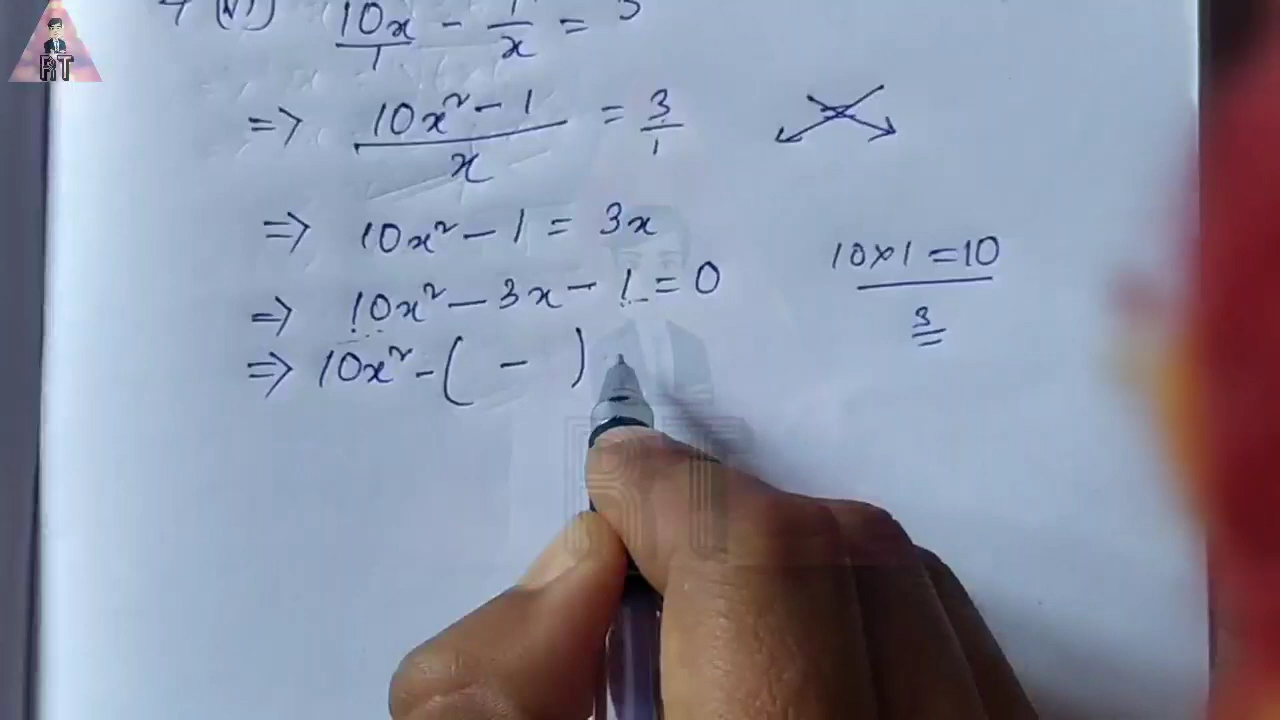 RT
10x/1 - 1/x = 3
=> (10x² - 1)/x = 3/1
=> 10x² - 1 = 3x
10×1 = 10
=> 10x² - 3x - 1 = 0
3
=> 10x² - ( - )